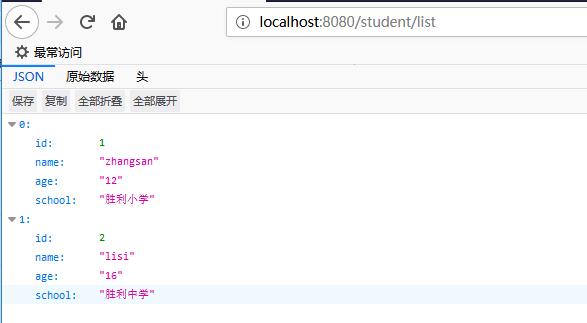 localhost:8080/student/list
最常访问
JSON 原始数据 头
保存 复制 全部折叠 全部展开
0:
id: 1
name: "zhangsan"
age: "12"
school: "胜利小学"
1:
id: 2
name: "lisi"
age: "16"
school: "胜利中学"